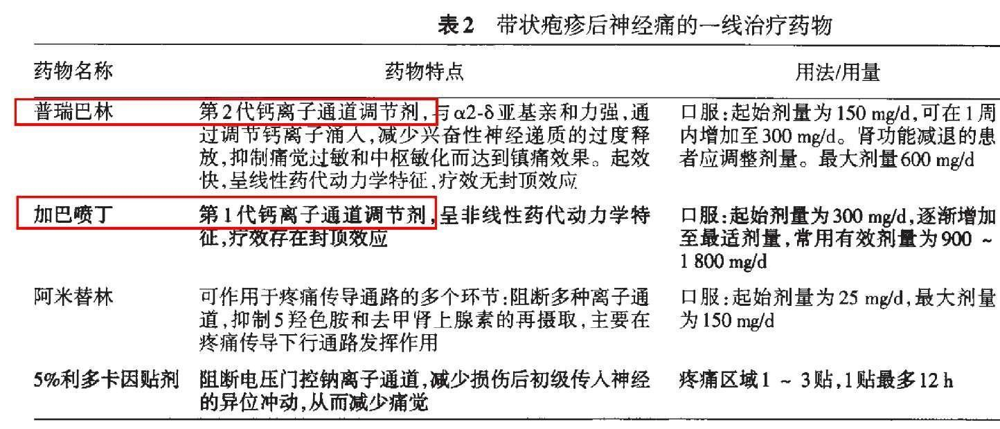 表2 带状疱疹后神经痛的一线治疗药物
药物名称 药物特点 用法/用量
普瑞巴林 第2代钙离子通道调节剂,与α2-δ亚基亲和力强,通 口服:起始剂量为150 mg/d,可在1周
过调节钙离子涌入,减少兴奋性神经递质的过度释 内增加至300 mg/d。肾功能减退的患
放,抑制痛觉过敏和中枢敏化而达到镇痛效果。起效 者应调整剂量。最大剂量600 mg/d
快,呈线性药代动力学特征,疗效无封顶效应
加巴喷丁 第1代钙离子通道调节剂,呈非线性药代动力学特 口服:起始剂量为300 mg/d,逐渐增加
征,疗效存在封顶效应 至最适剂量,常用有效剂量为900 ~
1 800 mg/d
阿米替林 可作用于疼痛传导通路的多个环节:阻断多种离子通 口服:起始剂量为25 mg/d,最大剂量
道,抑制5羟色胺和去甲肾上腺素的再摄取,主要在 为150 mg/d
疼痛传导下行通路发挥作用
5%利多卡因贴剂 阻断电压门控钠离子通道,减少损伤后初级传入神经 疼痛区域1 ~ 3贴,1贴最多12 h
的异位冲动,从而减少痛觉